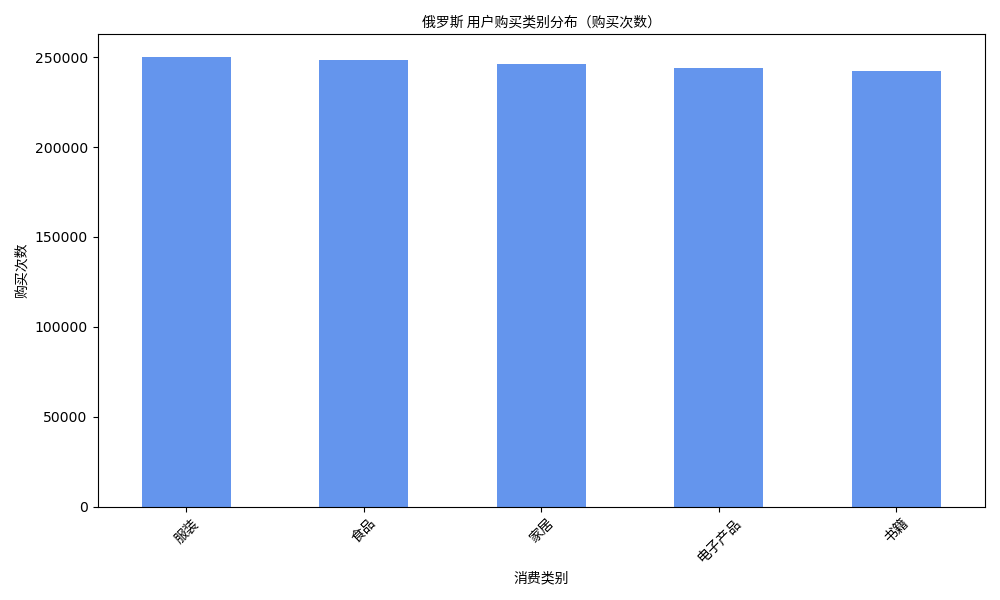 俄罗斯 用户购买类别分布（购买次数）
购买次数
250000
200000
150000
100000
50000
0
服装
食品
家居
电子产品
书籍
消费类别